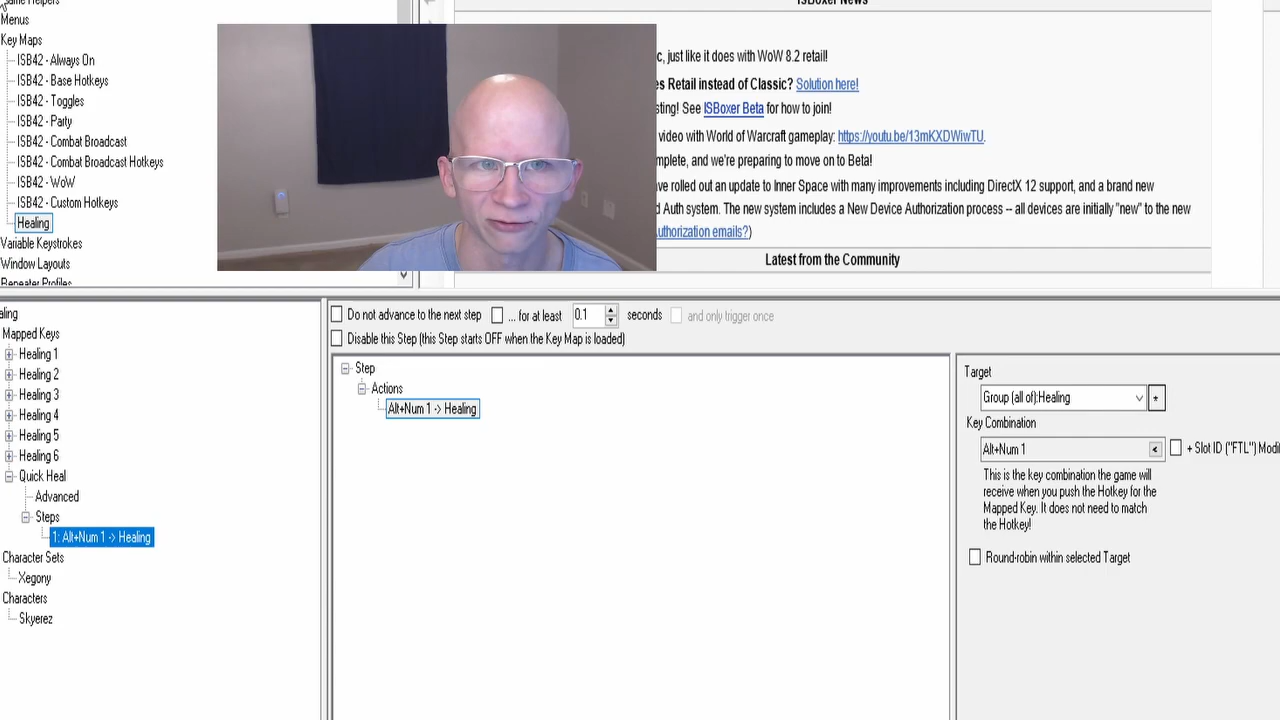 Game Helpers
Menus
Key Maps
ISB42 - Always On
ISB42 - Base Hotkeys
ISB42 - Toggles
ISB42 - Party
ISB42 - Combat Broadcast
ISB42 - Combat Broadcast Hotkeys
ISB42 - WoW
ISB42 - Custom Hotkeys
Healing
Variable Keystrokes
Window Layouts
Repeater Profiles
ISBoxer News
c, just like it does with WoW 8.2 retail!
es Retail instead of Classic? Solution here!
sting! See ISBoxer Beta for how to join!
video with World of Warcraft gameplay: https://youtu.be/13mKXDWiwTU.
mplete, and we're preparing to move on to Beta!
ave rolled out an update to Inner Space with many improvements including DirectX 12 support, and a brand new
d Auth system. The new system includes a New Device Authorization process -- all devices are initially "new" to the new
uthorization emails?)
Latest from the Community
aling
Mapped Keys
Healing 1
Healing 2
Healing 3
Healing 4
Healing 5
Healing 6
Quick Heal
Advanced
Steps
1: Alt+Num 1 -> Healing
Character Sets
Xegony
Characters
Skyerez
Do not advance to the next step ... for at least 0.1 seconds and only trigger once
Disable this Step (this Step starts OFF when the Key Map is loaded)
Step
Actions
Alt+Num 1 -> Healing
Target
Group (all of):Healing
Key Combination
Alt+Num 1 < + Slot ID ("FTL") Modi
This is the key combination the game will
receive when you push the Hotkey for the
Mapped Key. It does not need to match
the Hotkey!
Round-robin within selected Target